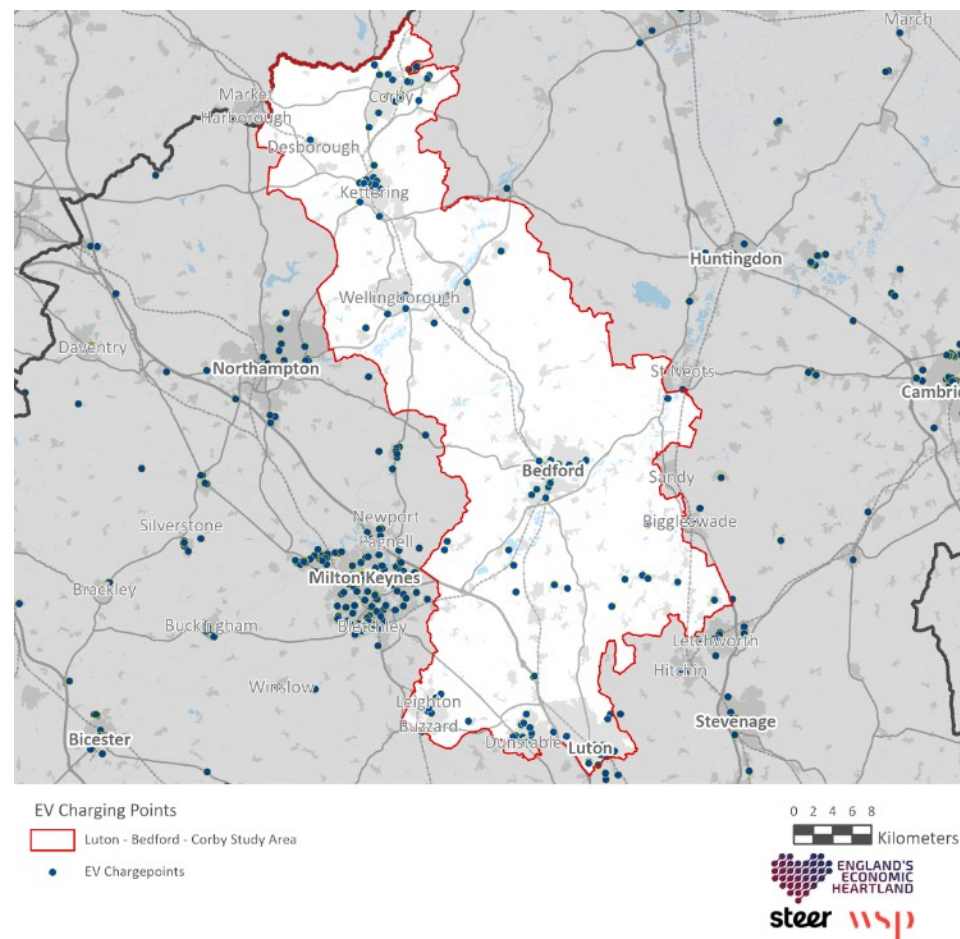 March
Market
Harborough
Corby
Desborough
Kettering
Huntingdon
Wellingborough
Daventry
Northampton
St Neots
Cambri
Bedford
Sandy
Silverstone
Newport
Pagnell
Biggleswade
Milton Keynes
Brackley
Buckingham
Bletchley
Letchworth
Hitchin
Winslow
Leighton
Buzzard
Stevenage
Bicester
Dunstable
Luton
EV Charging Points
Luton - Bedford - Corby Study Area
EV Chargepoints
0 2 4 6 8
Kilometers
ENGLAND'S
ECONOMIC
HEARTLAND
steer wsp